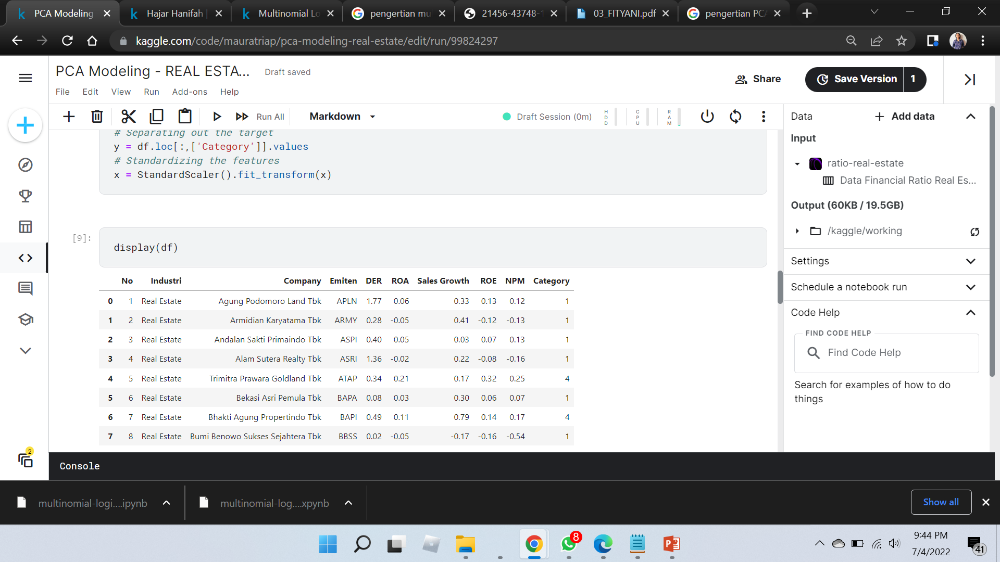 PCA Modeling
Hajar Hanifah |
Multinomial Lo
pengertian mu
21456-43748-1
03_FITYANI.pdf
pengertian PCA
kaggle.com/code/mauratriap/pca-modeling-real-estate/edit/run/99824297
PCA Modeling - REAL ESTA...
Draft saved
File Edit View Run Add-ons Help
Share
Save Version 1
Run All
Markdown
Draft Session (0m)
HDD
CPU
RAM
# Separating out the target
y = df.loc[:,['Category']].values
# Standardizing the features
x = StandardScaler().fit_transform(x)
[9]:
display(df)
No Industri Company Emiten DER ROA Sales Growth ROE NPM Category
0 1 Real Estate Agung Podomoro Land Tbk APLN 1.77 0.06 0.33 0.13 0.12 1
1 2 Real Estate Armidian Karyatama Tbk ARMY 0.28 -0.05 0.41 -0.12 -0.13 1
2 3 Real Estate Andalan Sakti Primaindo Tbk ASPI 0.40 0.05 0.03 0.07 0.13 1
3 4 Real Estate Alam Sutera Realty Tbk ASRI 1.36 -0.02 0.22 -0.08 -0.16 1
4 5 Real Estate Trimitra Prawara Goldland Tbk ATAP 0.34 0.21 0.17 0.32 0.25 4
5 6 Real Estate Bekasi Asri Pemula Tbk BAPA 0.08 0.03 0.30 0.06 0.07 1
6 7 Real Estate Bhakti Agung Propertindo Tbk BAPI 0.49 0.11 0.79 0.14 0.17 4
7 8 Real Estate Bumi Benowo Sukses Sejahtera Tbk BBSS 0.02 -0.05 -0.17 -0.16 -0.54 1
Data
Add data
Input
ratio-real-estate
Data Financial Ratio Real Es...
Output (60KB / 19.5GB)
/kaggle/working
Settings
Schedule a notebook run
Code Help
FIND CODE HELP
Find Code Help
Search for examples of how to do
things
2
Console
multinomial-logi....ipynb
multinomial-log....xpynb
Show all
8
9:44 PM
7/4/2022
41